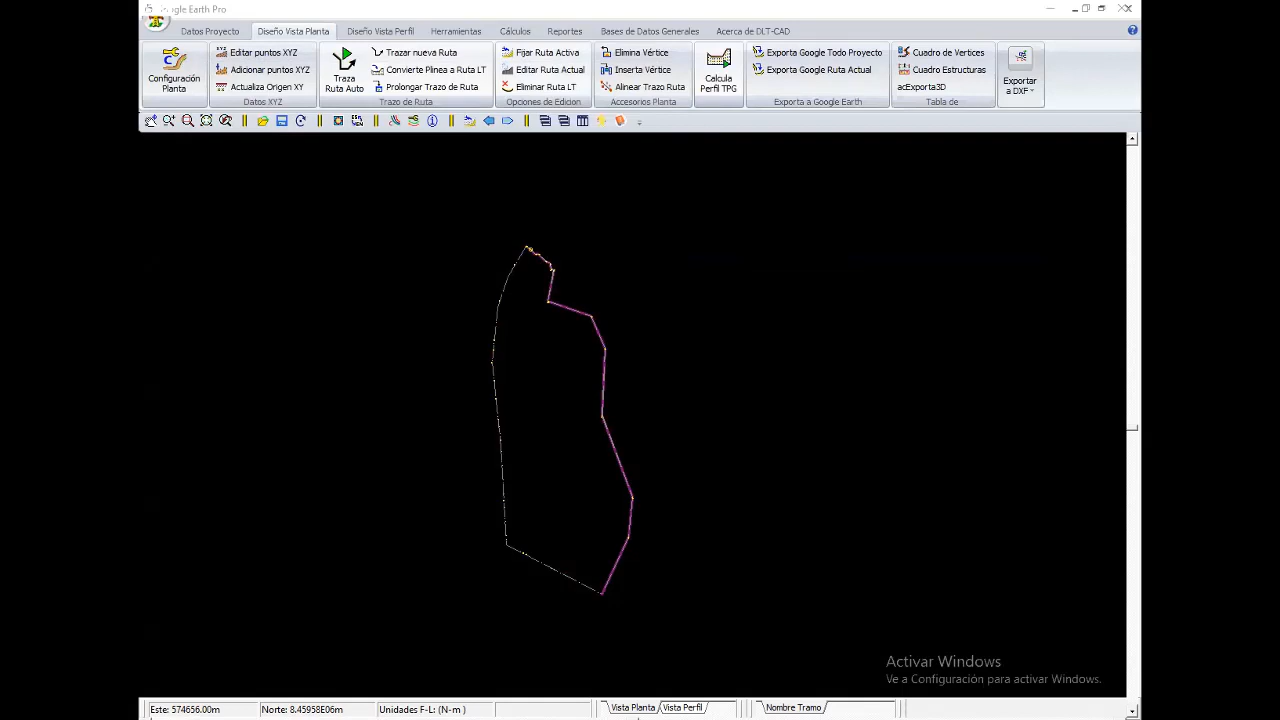 ogle Earth Pro
Datos Proyecto Diseño Vista Planta Diseño Vista Perfil Herramientas Cálculos Reportes Bases de Datos Generales Acerca de DLT-CAD
Configuración Planta
Editar puntos XYZ
Adicionar puntos XYZ
Actualiza Origen XY
Datos XYZ
Traza Ruta Auto
Trazar nueva Ruta
Convierte Plinea a Ruta LT
Prolongar Trazo de Ruta
Trazo de Ruta
Fijar Ruta Activa
Editar Ruta Actual
Eliminar Ruta LT
Opciones de Edicion
Elimina Vértice
Inserta Vértice
Alinear Trazo Ruta
Accesorios Planta
Calcula Perfil TPG
Exporta Google Todo Proyecto
Exporta Google Ruta Actual
Exporta a Google Earth
Cuadro de Vertices
Cuadro Estructuras
acExporta3D
Tabla de
Exportar a DXF
Activar Windows
Ve a Configuración para activar Windows.
Este: 574656.00m Norte: 8.45958E06m Unidades F-L: (N-m ) Vista Planta Vista Perfil Nombre Tramo